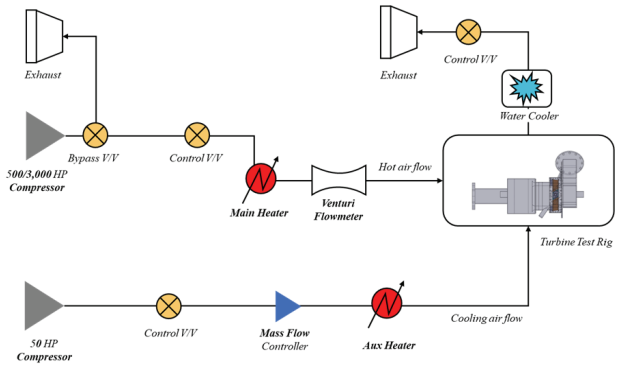 Exhaust
Exhaust
Control V/V
Water Cooler
Bypass V/V
Control V/V
500/3,000 HP
Compressor
Main Heater
Venturi
Flowmeter
Hot air flow
Turbine Test Rig
50 HP
Compressor
Control V/V
Mass Flow
Controller
Aux Heater
Cooling air flow